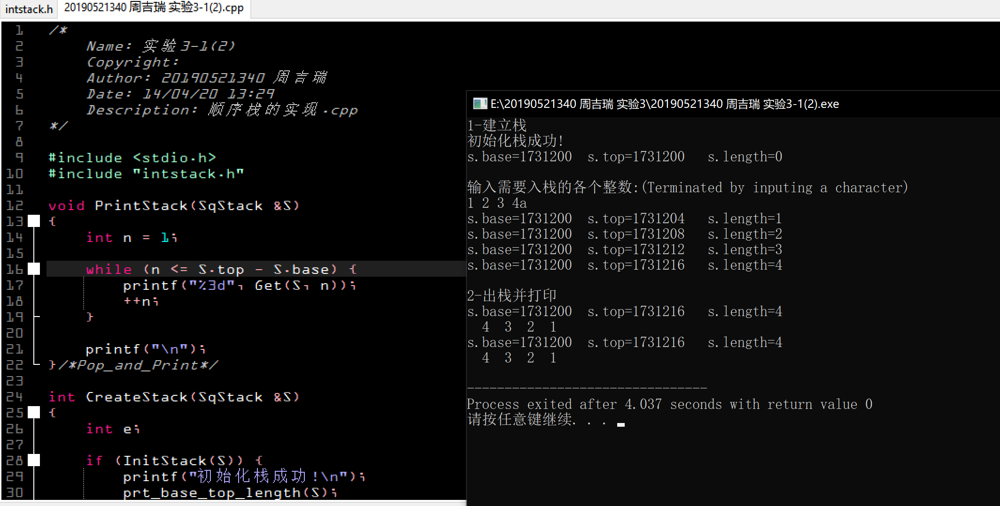 intstack.h
20190521340 周吉瑞 实验3-1(2).cpp
1 /*
2 Name: 实验3-1(2)
3 Copyright:
4 Author: 20190521340 周吉瑞
5 Date: 14/04/20 13:29
6 Description: 顺序栈的实现.cpp
7 */
8
9 #include <stdio.h>
10 #include "intstack.h"
11
12 void PrintStack(SqStack &S)
13 {
14 int n = 1;
15
16 while (n <= S.top - S.base) {
17 printf("%3d", Get(S, n));
18 ++n;
19 }
20
21 printf("\n");
22 }/*Pop_and_Print*/
23
24 int CreateStack(SqStack &S)
25 {
26 int e;
27
28 if (InitStack(S)) {
29 printf("初始化栈成功!\n");
30 prt_base_top_length(S);
E:\20190521340 周吉瑞 实验3\20190521340 周吉瑞 实验3-1(2).exe
1-建立栈
初始化栈成功!
s.base=1731200 s.top=1731200 s.length=0
输入需要入栈的各个整数:(Terminated by inputing a character)
1 2 3 4a
s.base=1731200 s.top=1731204 s.length=1
s.base=1731200 s.top=1731208 s.length=2
s.base=1731200 s.top=1731212 s.length=3
s.base=1731200 s.top=1731216 s.length=4
2-出栈并打印
s.base=1731200 s.top=1731216 s.length=4
4 3 2 1
s.base=1731200 s.top=1731216 s.length=4
4 3 2 1
--------------------------------
Process exited after 4.037 seconds with return value 0
请按任意键继续. . .